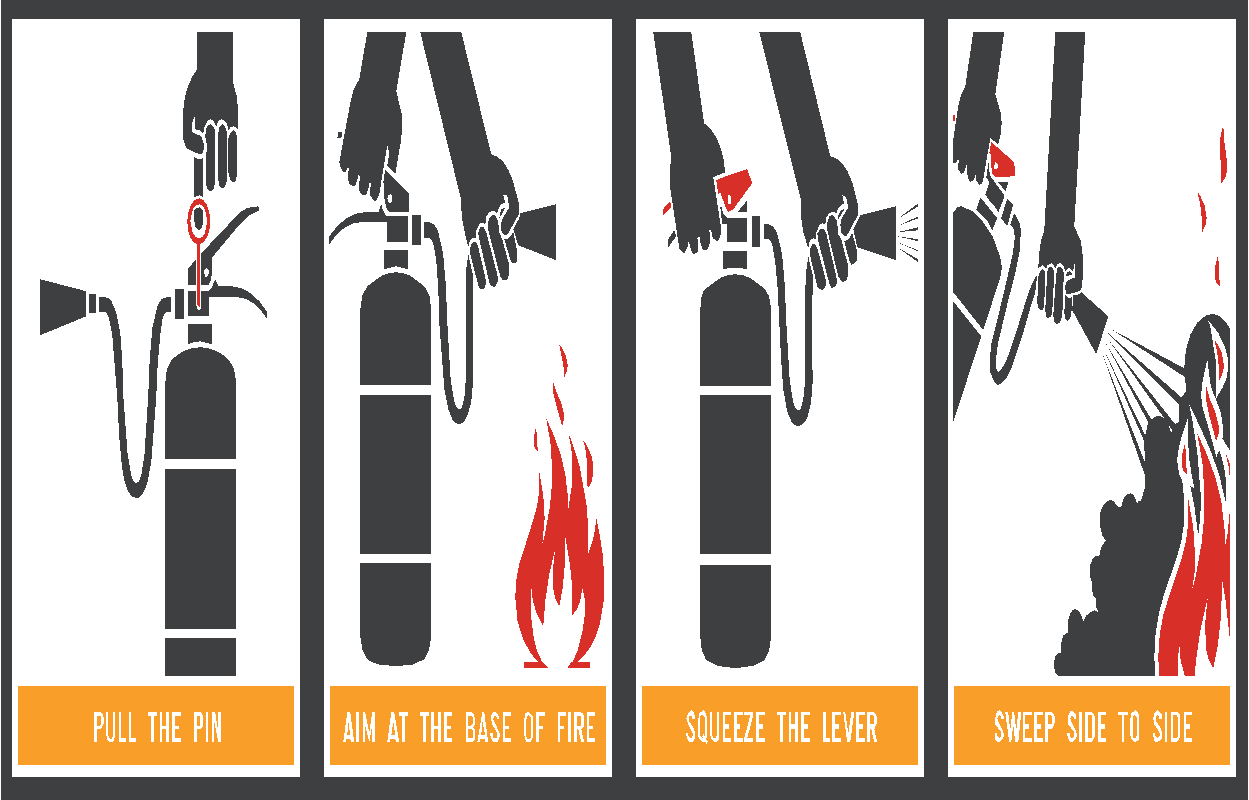 PULL THE PIN
AIM AT THE BASE OF FIRE
SQUEEZE THE LEVER
SWEEP SIDE TO SIDE